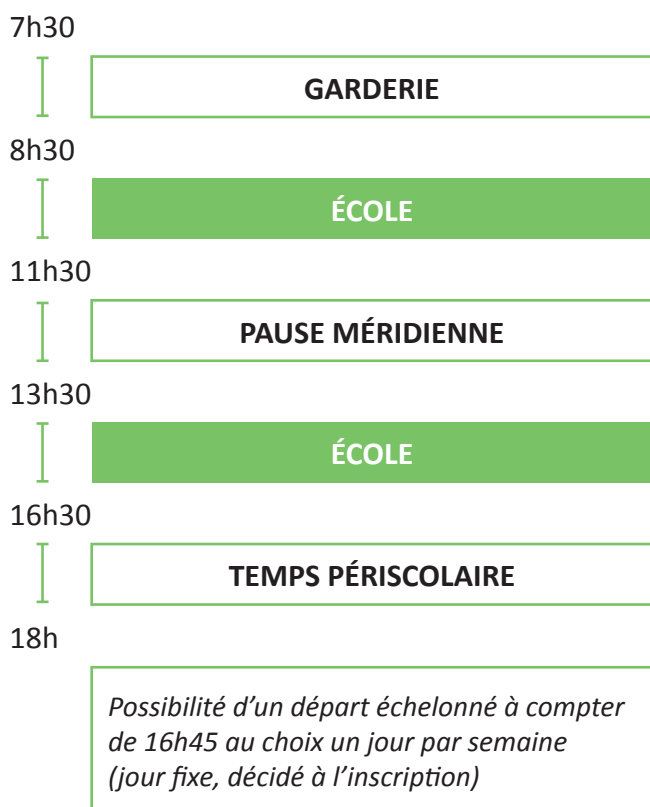 7h30
GARDERIE
8h30
ÉCOLE
11h30
PAUSE MÉRIDIENNE
13h30
ÉCOLE
16h30
TEMPS PÉRISCOLAIRE
18h
Possibilité d’un départ échelonné à compter
de 16h45 au choix un jour par semaine
(jour fixe, décidé à l’inscription)